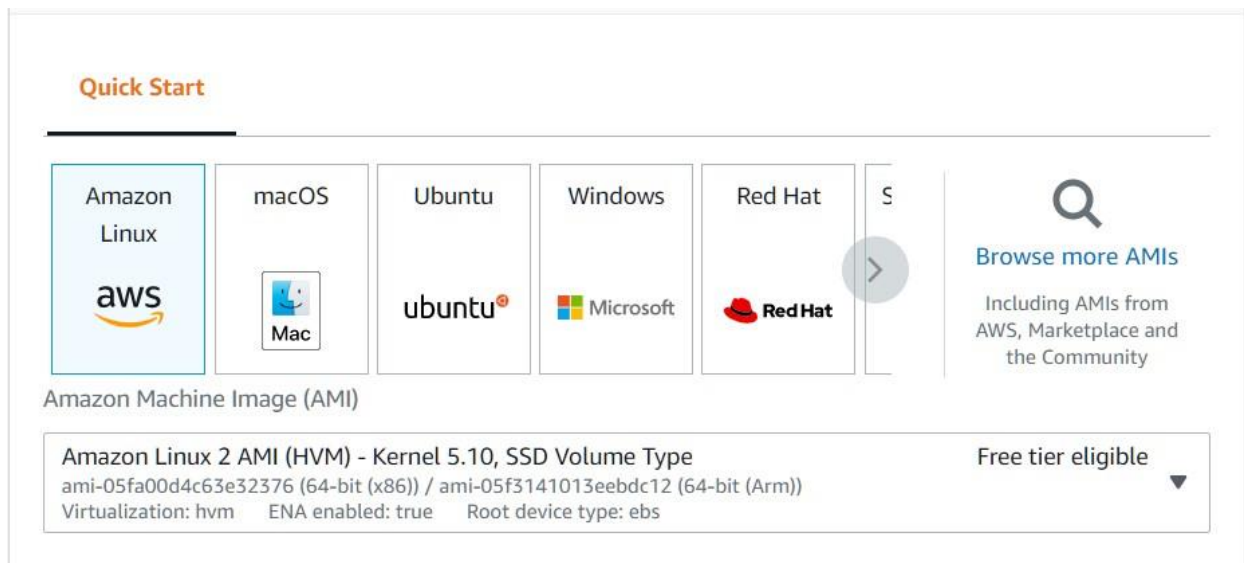 Quick Start
Amazon
Linux
aws
macOS
Mac
Ubuntu
ubuntu
Windows
Microsoft
Red Hat
Red Hat
S
Browse more AMIs
Including AMIs from
AWS, Marketplace and
the Community
Amazon Machine Image (AMI)
Amazon Linux 2 AMI (HVM) - Kernel 5.10, SSD Volume Type
Free tier eligible
ami-05fa00d4c63e32376 (64-bit (x86)) / ami-05f3141013eebdc12 (64-bit (Arm))
Virtualization: hvm ENA enabled: true Root device type: ebs